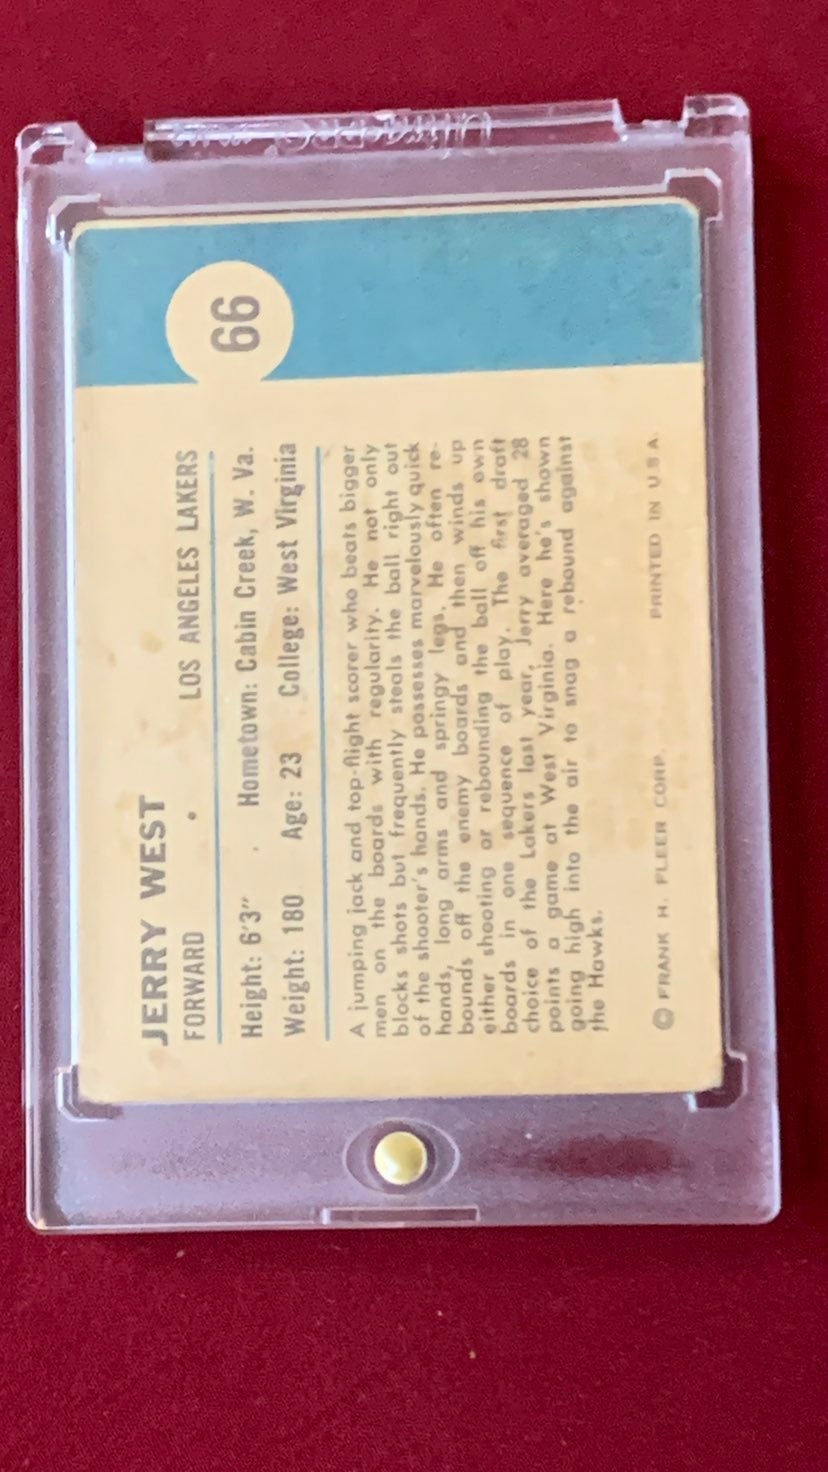 66
JERRY WEST
FORWARD • LOS ANGELES LAKERS
Height: 6'3" Hometown: Cabin Creek, W. Va.
Weight: 180 Age: 23 College: West Virginia
A jumping jack and top-flight scorer who beats bigger
men on the boards with regularity. He not only
blocks shots but frequently steals the ball right out
of the shooter's hands. He possesses marvelously quick
hands, long arms and springy legs. He often re-
bounds off the enemy boards and then winds up
either shooting or rebounding the ball off his own
boards in one sequence of play. The first draft
choice of the Lakers last year, Jerry averaged 28
points a game at West Virginia. Here he's shown
going high into the air to snag a rebound against
the Hawks.
© FRANK H. FLEER CORP. PRINTED IN U.S.A.